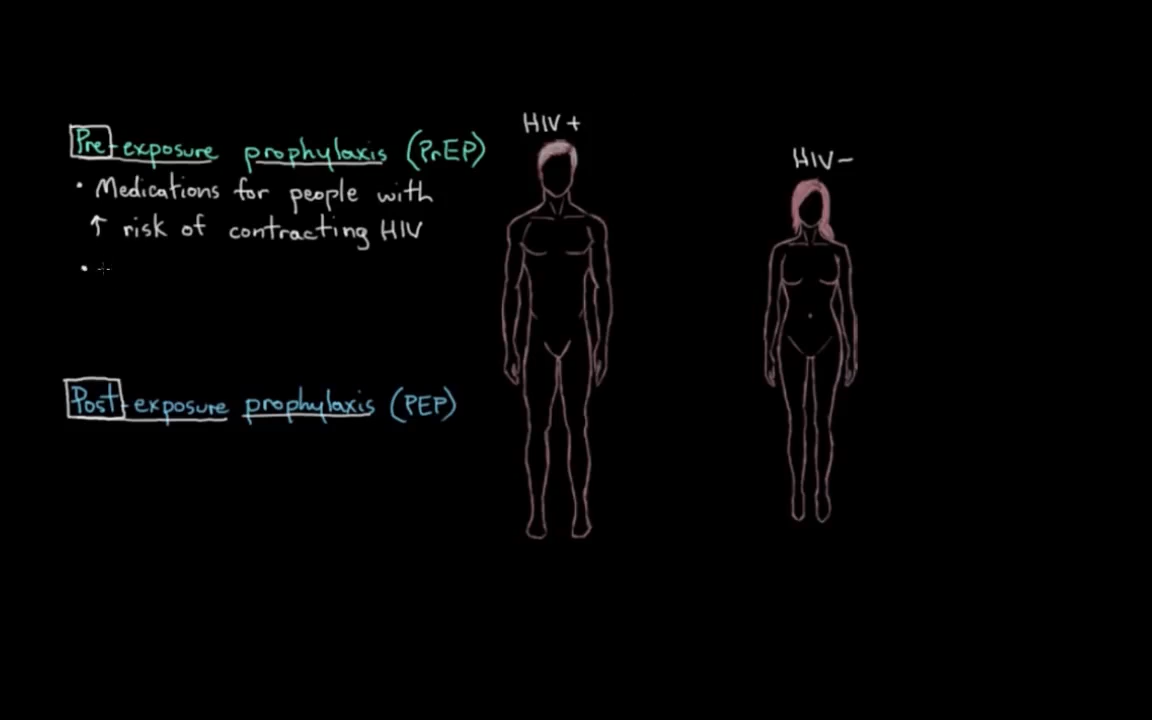 Pre-exposure prophylaxis (PrEP)
• Medications for people with
↑ risk of contracting HIV
•
Post-exposure prophylaxis (PEP)
HIV +
HIV -